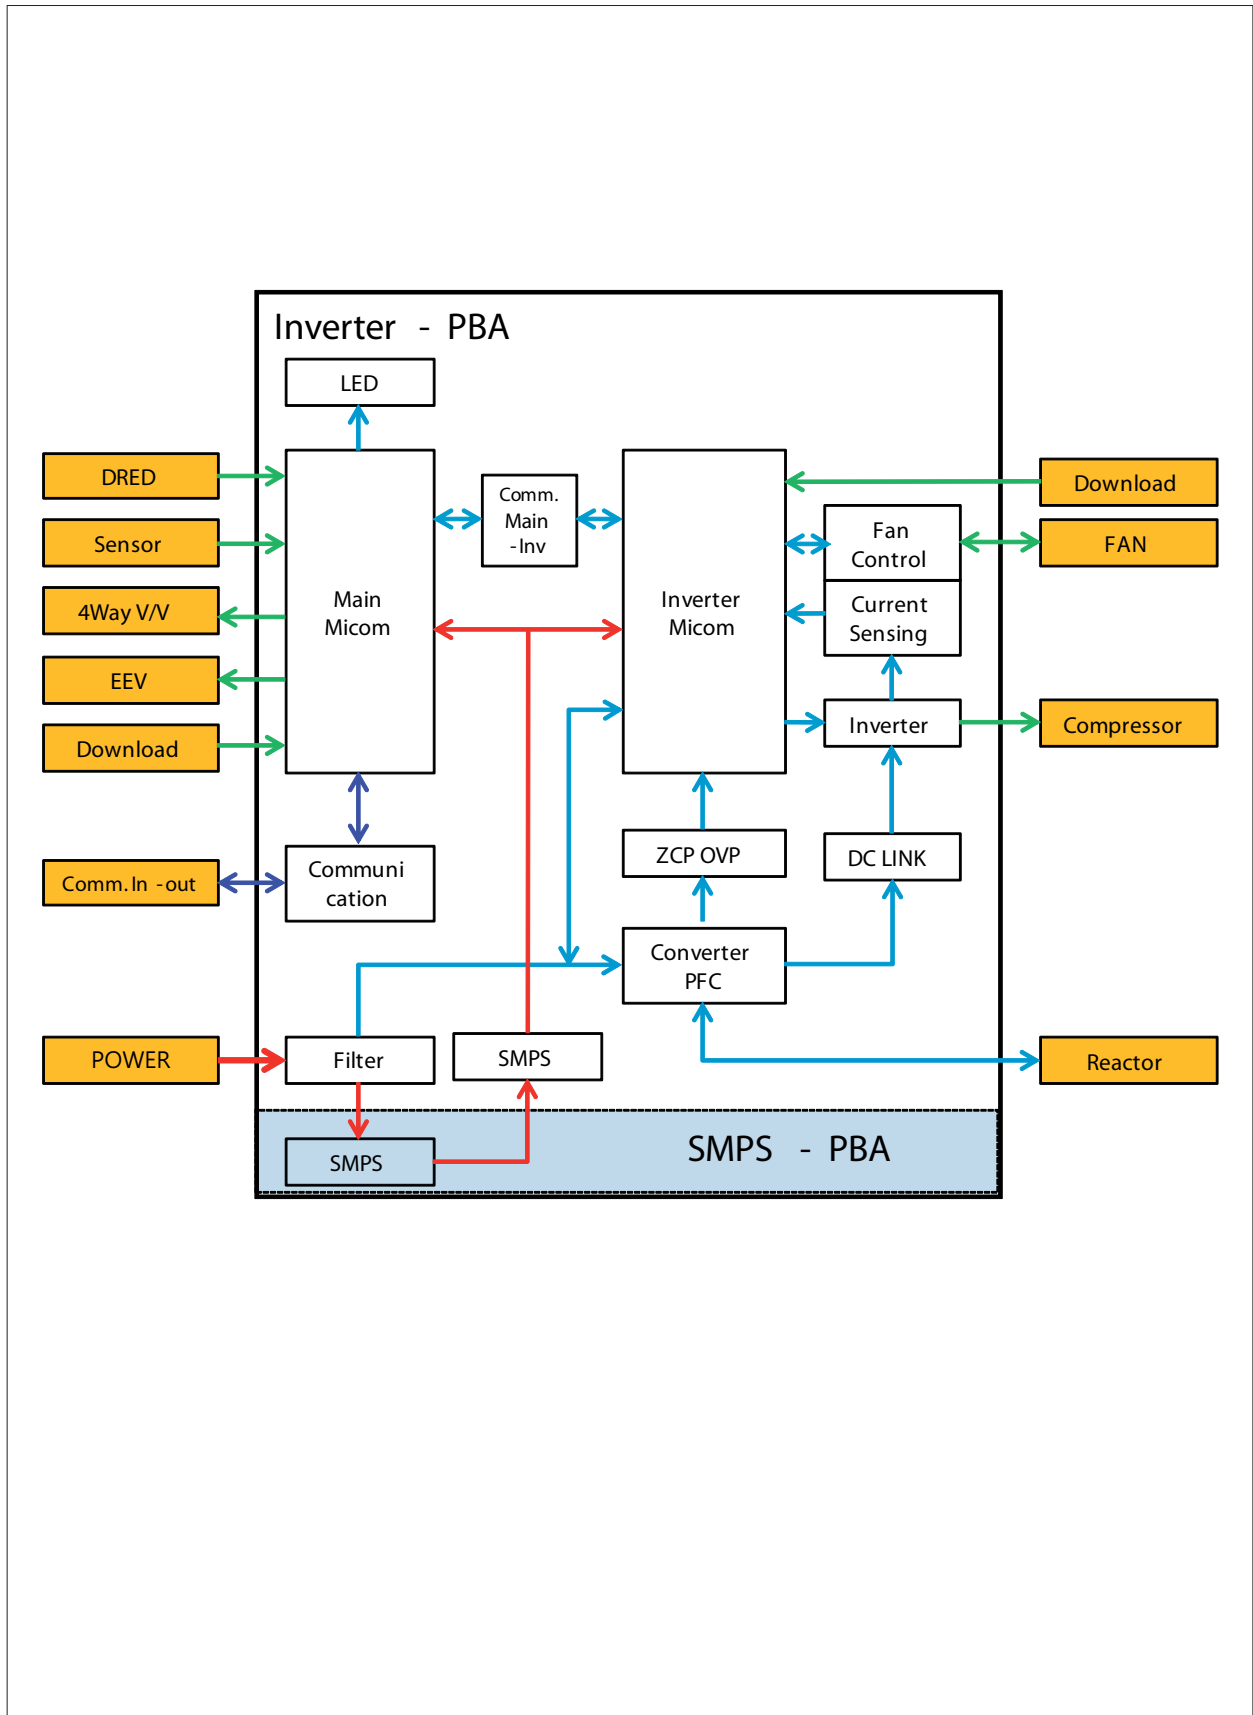 Inverter - PBA
LED
DRED
Sensor
4Way V/V
EEV
Download
Main
Micom
Comm.
Main
-Inv
Inverter
Micom
Fan
Control
Current
Sensing
Inverter
Download
FAN
Compressor
ZCP OVP
DC LINK
Comm. In -out
Communi
cation
Converter
PFC
POWER
Filter
SMPS
Reactor
SMPS
SMPS - PBA